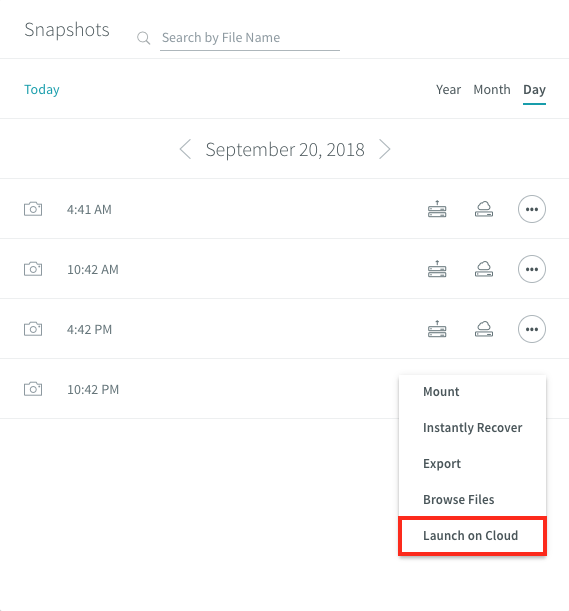 Snapshots
Search by File Name
Today Year Month Day
September 20, 2018
4:41 AM
10:42 AM
4:42 PM
10:42 PM
Mount
Instantly Recover
Export
Browse Files
Launch on Cloud